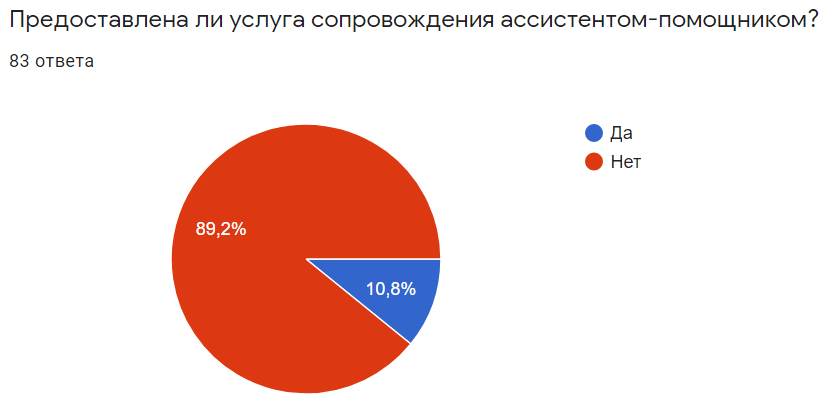 Предоставлена ли услуга сопровождения ассистентом-помощником?
83 ответа
Да
Нет
89,2%
10,8%